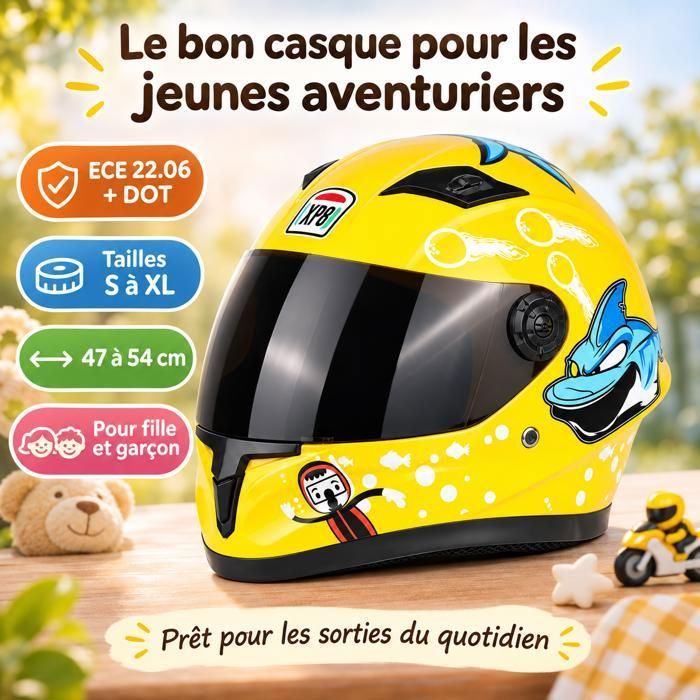 Le bon casque pour les
jeunes aventuriers
ECE 22.06
+ DOT
XP8
Tailles
S à XL
47 à 54 cm
Pour fille
et garçon
Prêt pour les sorties du quotidien